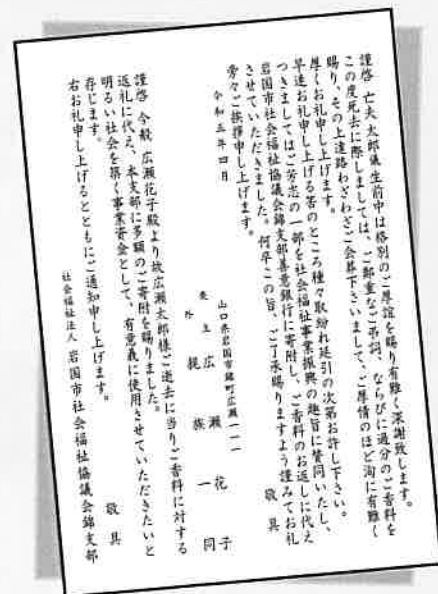 謹啓 亡夫 太郎儀生前中は格別のご厚誼を賜り有難く深謝致します。
この度死去に際しましては、ご鄭重なご弔詞、ならびに過分のご香料を
賜り、その上遠路わざわざご会葬下さいまして、ご厚情のほど洵に有難く
厚くお礼申し上げます。
早速お礼申し上げる筈のところ種々取紛れ延引の次第お許し下さい。
つきましてはご芳志の一部を社会福祉事業振興の趣旨に賛同いたし、
岩国市社会福祉協議会錦支部善意銀行に寄附し、ご香料のお返しに代え
させていただきました。何卒この旨、ご了承賜りますよう謹みてお礼
旁々ご挨拶申し上げます。
敬具
令和五年四月
山口県岩国市錦町広瀬一一一
喪主 広瀬花子
外 親族一同
謹啓 今般 広瀬花子殿より故広瀬太郎様ご逝去に当りご香料に対する
返礼に代え、本支部に多額のご寄附を賜りました。
明るい社会を築く事業資金として、有意義に使用させていただきたいと
存じます。
右お礼申し上げるとともにご通知申し上げます。
敬具
社会福祉法人 岩国市社会福祉協議会錦支部